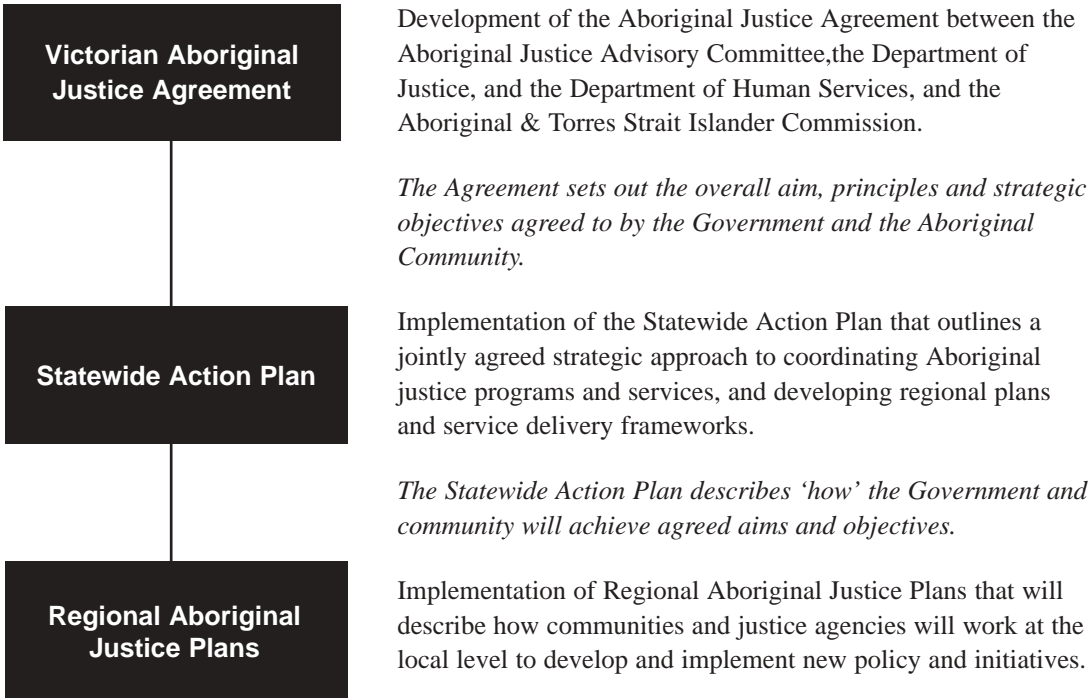 Victorian Aboriginal
Justice Agreement
Development of the Aboriginal Justice Agreement between the
Aboriginal Justice Advisory Committee,the Department of
Justice, and the Department of Human Services, and the
Aboriginal & Torres Strait Islander Commission.
The Agreement sets out the overall aim, principles and strategic
objectives agreed to by the Government and the Aboriginal
Community.
Statewide Action Plan
Implementation of the Statewide Action Plan that outlines a
jointly agreed strategic approach to coordinating Aboriginal
justice programs and services, and developing regional plans
and service delivery frameworks.
The Statewide Action Plan describes ‘how’ the Government and
community will achieve agreed aims and objectives.
Regional Aboriginal
Justice Plans
Implementation of Regional Aboriginal Justice Plans that will
describe how communities and justice agencies will work at the
local level to develop and implement new policy and initiatives.